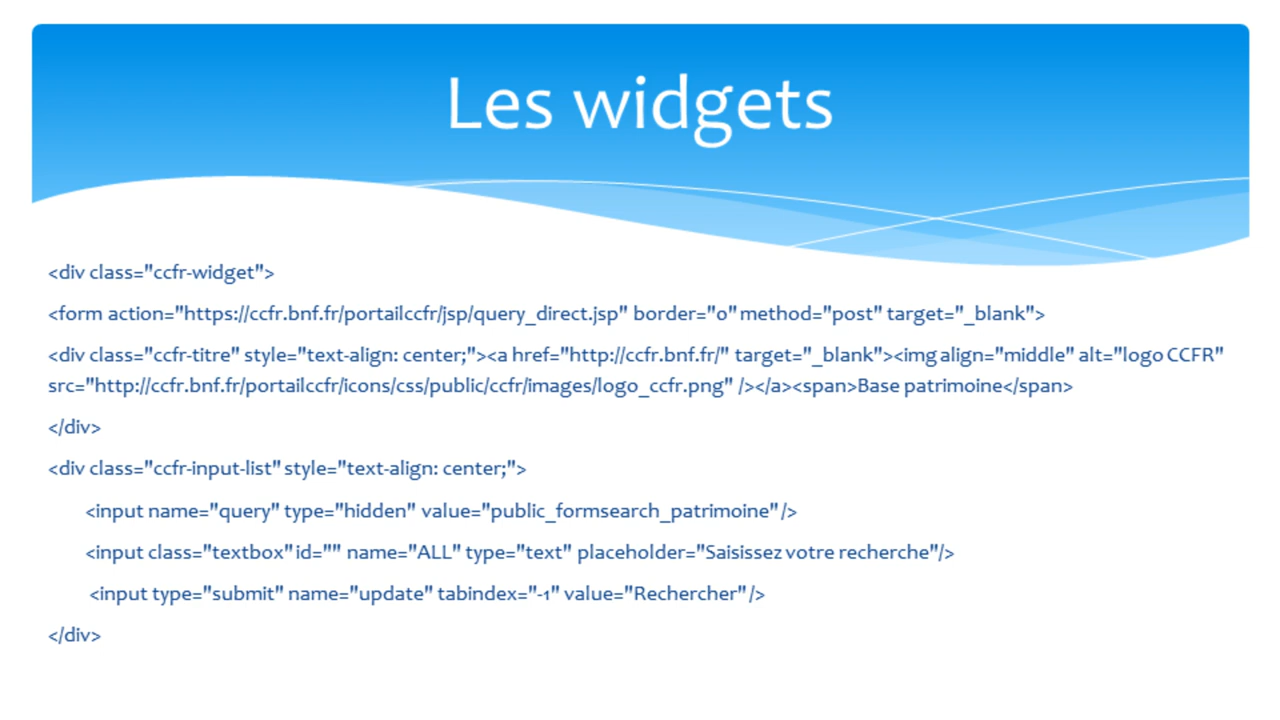 Les widgets
<div class="ccfr-widget">
<form action="https://ccfr.bnf.fr/portailccfr/jsp/query_direct.jsp" border="0" method="post" target="_blank">
<div class="ccfr-titre" style="text-align: center;"><a href="http://ccfr.bnf.fr/" target="_blank"><img align="middle" alt="logo CCFR"
src="http://ccfr.bnf.fr/portailccfr/icons/css/public/ccfr/images/logo_ccfr.png" /></a><span>Base patrimoine</span>
</div>
<div class="ccfr-input-list" style="text-align: center;">
<input name="query" type="hidden" value="public_formsearch_patrimoine" />
<input class="textbox" id="" name="ALL" type="text" placeholder="Saisissez votre recherche"/>
<input type="submit" name="update" tabindex="-1" value="Rechercher" />
</div>